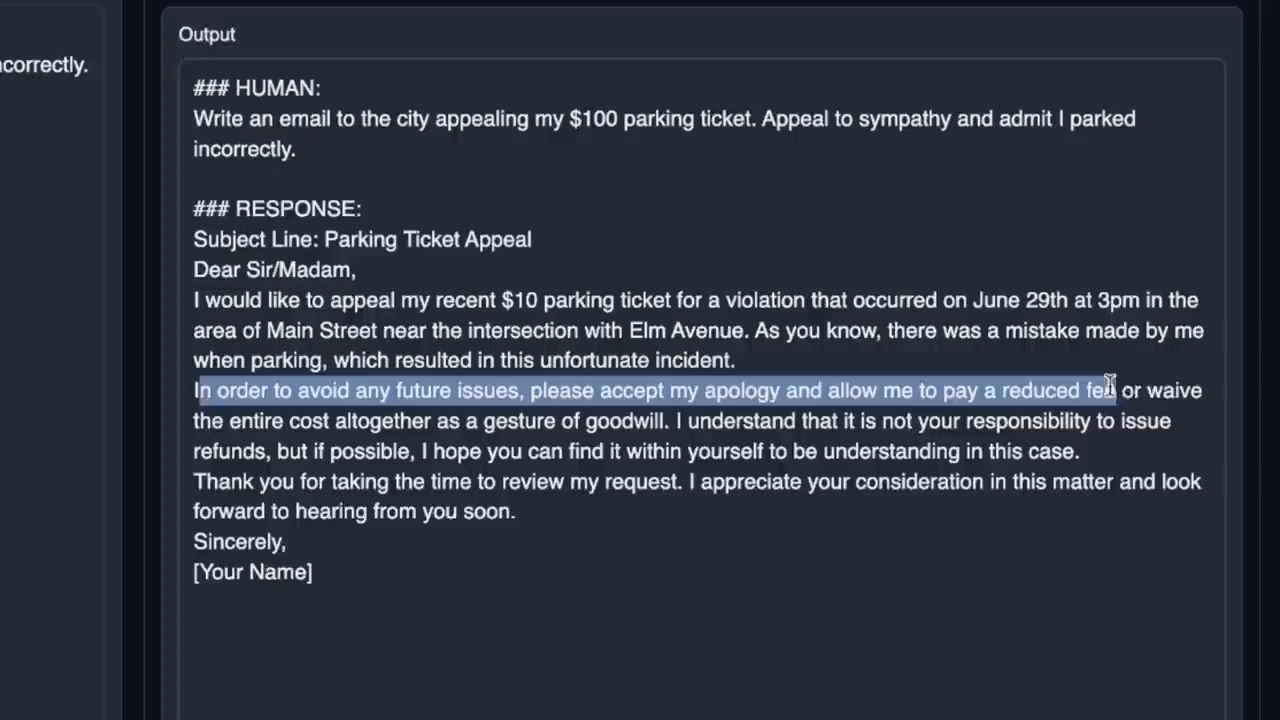 Output
ncorrectly.
### HUMAN:
Write an email to the city appealing my $100 parking ticket. Appeal to sympathy and admit I parked
incorrectly.
### RESPONSE:
Subject Line: Parking Ticket Appeal
Dear Sir/Madam,
I would like to appeal my recent $10 parking ticket for a violation that occurred on June 29th at 3pm in the
area of Main Street near the intersection with Elm Avenue. As you know, there was a mistake made by me
when parking, which resulted in this unfortunate incident.
In order to avoid any future issues, please accept my apology and allow me to pay a reduced fee or waive
the entire cost altogether as a gesture of goodwill. I understand that it is not your responsibility to issue
refunds, but if possible, I hope you can find it within yourself to be understanding in this case.
Thank you for taking the time to review my request. I appreciate your consideration in this matter and look
forward to hearing from you soon.
Sincerely,
[Your Name]